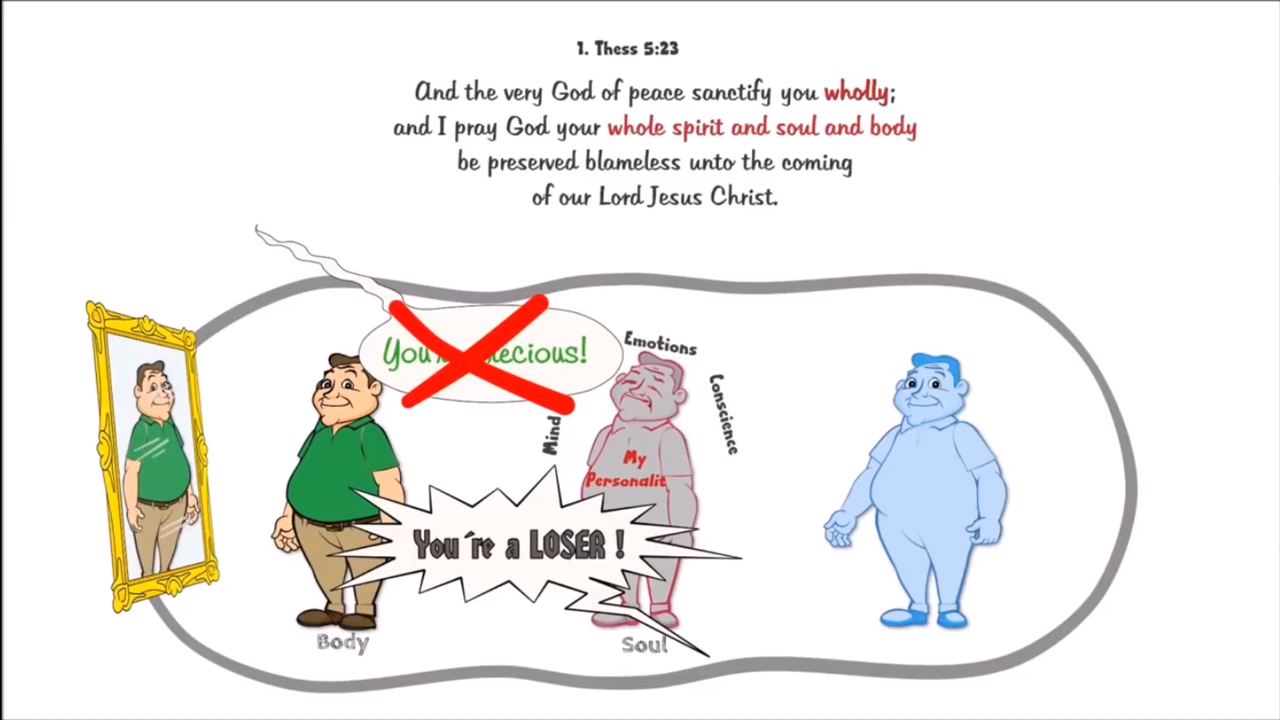 1. Thess 5:23
And the very God of peace sanctify you wholly;
and I pray God your whole spirit and soul and body
be preserved blameless unto the coming
of our Lord Jesus Christ.
Emotions
Conscience
Mind
My
Personalit
You´re a LOSER !
Body
Soul